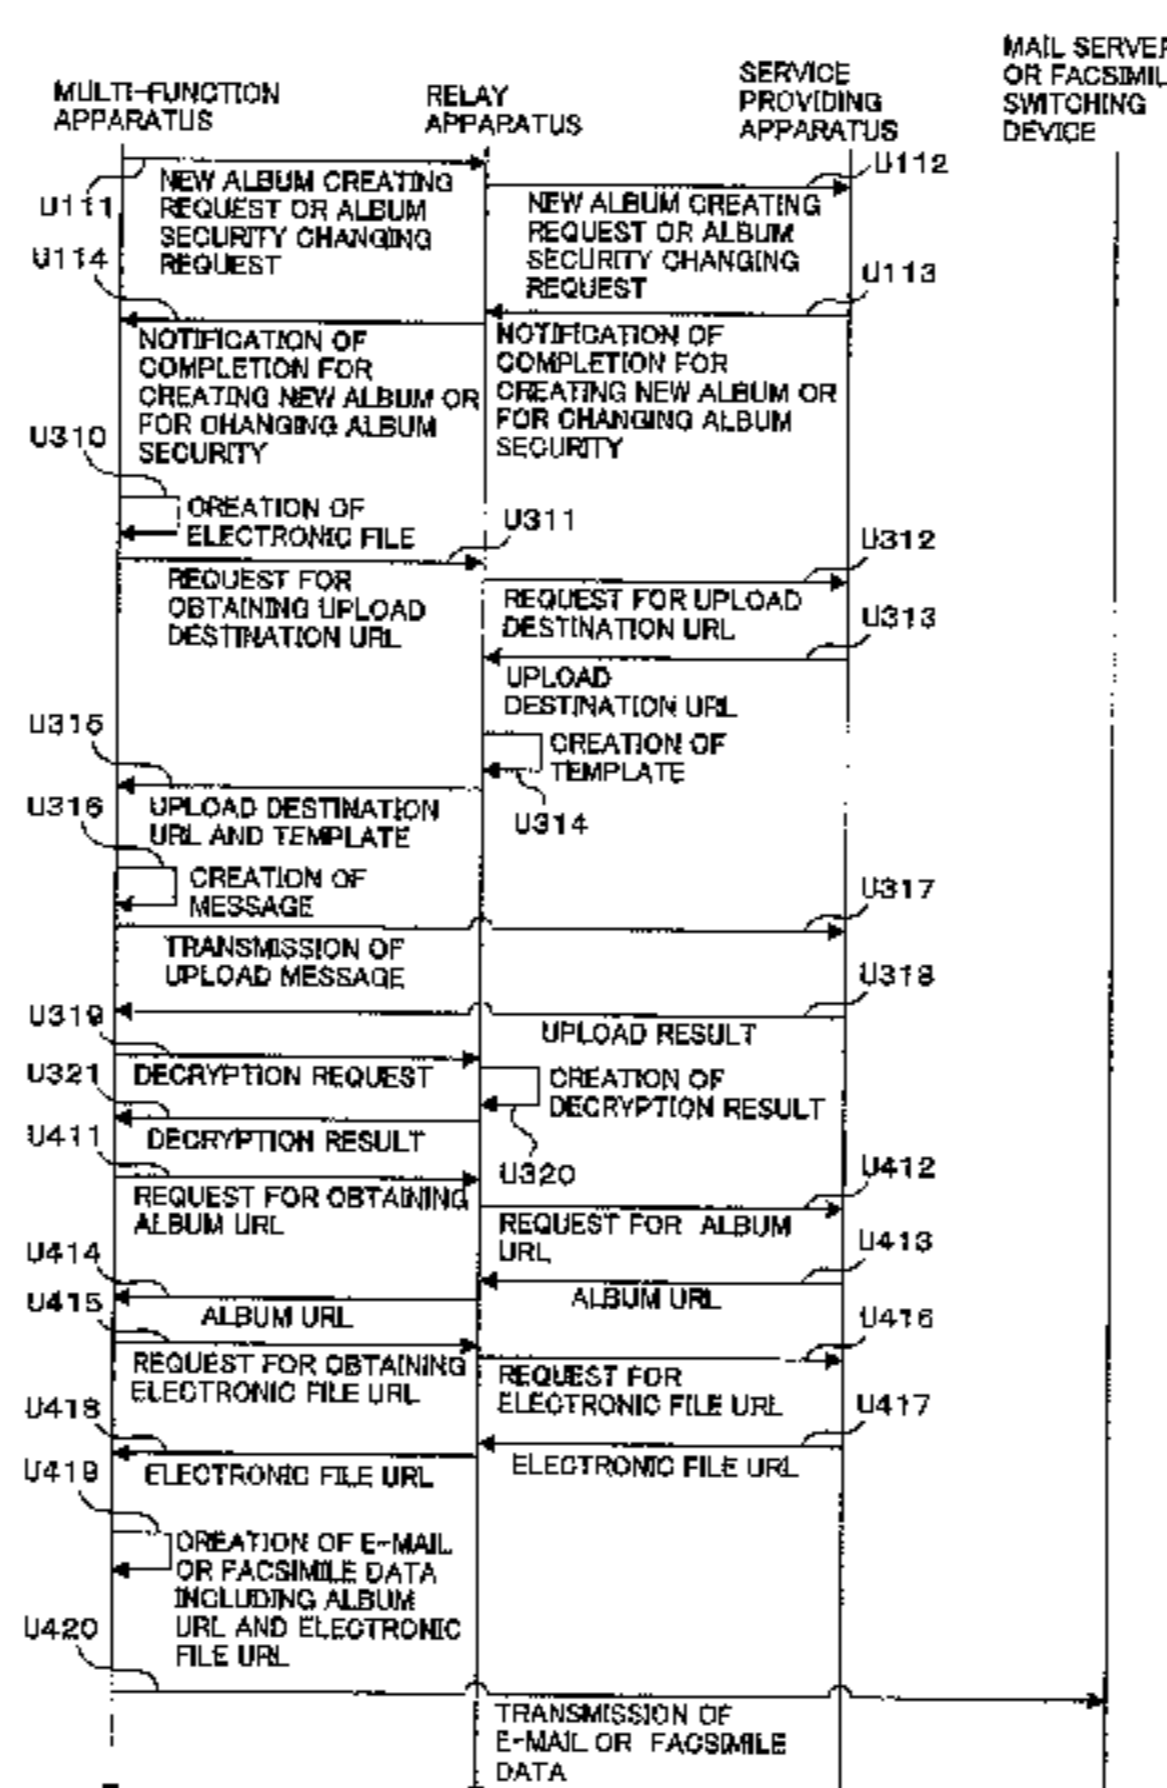 MULTI-FUNCTION
APPARATUS
RELAY
APPARATUS
SERVICE
PROVIDING
APPARATUS
MAIL SERVER
OR FACSIMIL
SWITCHING
DEVICE
U111
NEW ALBUM CREATING
REQUEST OR ALBUM
SECURITY CHANGING
REQUEST
U112
NEW ALBUM CREATING
REQUEST OR ALBUM
SECURITY CHANGING
REQUEST
U113
NOTIFICATION OF
COMPLETION FOR
CREATING NEW ALBUM OR
FOR CHANGING ALBUM
SECURITY
U114
NOTIFICATION OF
COMPLETION FOR
CREATING NEW ALBUM OR
FOR CHANGING ALBUM
SECURITY
U310
CREATION OF
ELECTRONIC FILE
U311
REQUEST FOR
OBTAINING UPLOAD
DESTINATION URL
U312
REQUEST FOR UPLOAD
DESTINATION URL
U313
UPLOAD
DESTINATION URL
CREATION OF
TEMPLATE
U314
U315
UPLOAD DESTINATION
URL AND TEMPLATE
U316
CREATION OF
MESSAGE
U317
TRANSMISSION OF
UPLOAD MESSAGE
U318
UPLOAD RESULT
U319
DECRYPTION REQUEST
CREATION OF
DECRYPTION RESULT
U320
U321
DECRYPTION RESULT
U411
REQUEST FOR OBTAINING
ALBUM URL
U412
REQUEST FOR ALBUM
URL
U413
ALBUM URL
U414
ALBUM URL
U415
REQUEST FOR OBTAINING
ELECTRONIC FILE URL
U416
REQUEST FOR
ELECTRONIC FILE URL
U417
ELECTRONIC FILE URL
U418
ELECTRONIC FILE URL
U419
CREATION OF E-MAIL
OR FACSIMILE DATA
INCLUDING ALBUM
URL AND ELECTRONIC
FILE URL
U420
TRANSMISSION OF
E-MAIL OR FACSIMILE
DATA